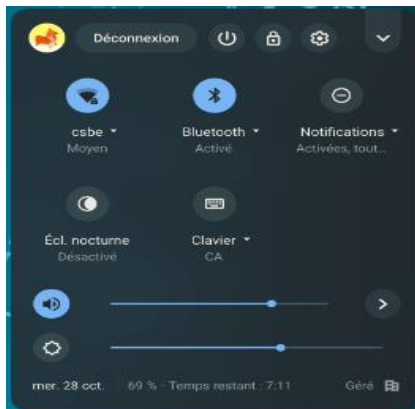 Déconnexion
csbe
Moyen
Bluetooth
Activé
Notifications
Activées, tout...
Écl. nocturne
Désactivé
Clavier
CA
mer. 28 oct. 69 % · Temps restant : 7:11 Géré